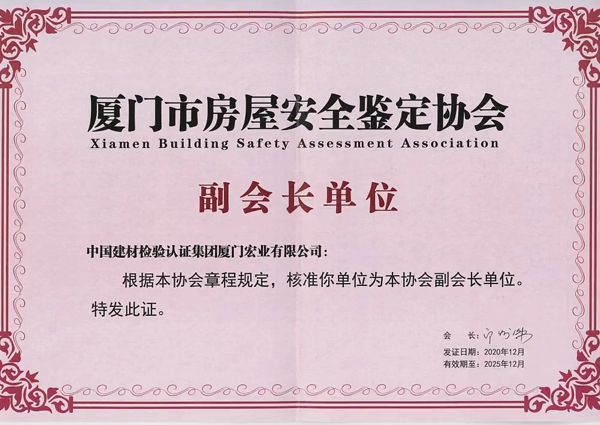 厦门市房屋安全鉴定协会
Xiamen Building Safety Assessment Association
副会长单位
中国建材检验认证集团厦门宏业有限公司：
根据本协会章程规定，核准你单位为本协会副会长单位。
特发此证。
会 长：
发证日期：2020年12月
有效期至：2025年12月